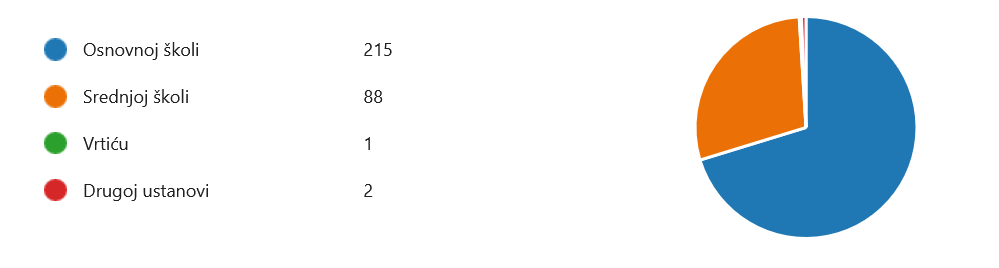 Osnovnoj školi 215
Srednjoj školi 88
Vrtiću 1
Drugoj ustanovi 2